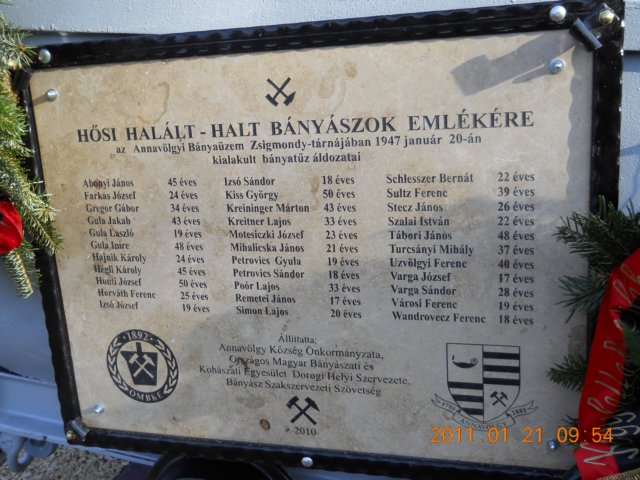 HŐSI HALÁLT - HALT BÁNYÁSZOK EMLÉKÉRE
az Annavölgyi Bányaüzem Zsigmondy-tárnájában 1947 január 20-án
kialakult bányatűz áldozatai
Abonyi János 45 éves
Farkas József 24 éves
Gregor Gábor 34 éves
Gula Jakab 43 éves
Gula László 19 éves
Gula Imre 48 éves
Hajnik Károly 24 éves
Hégli Károly 45 éves
Honti József 50 éves
Horváth Ferenc 25 éves
Izsó József 19 éves
Izsó Sándor 18 éves
Kiss György 50 éves
Kreininger Márton 43 éves
Kreitner Lajos 33 éves
Motesiczki József 23 éves
Mihalicska János 21 éves
Petrovics Gyula 19 éves
Petrovics Sándor 18 éves
Poór Lajos 33 éves
Remetei János 17 éves
Simon Lajos 20 éves
Schlesszer Bernát 22 éves
Sultz Ferenc 39 éves
Stecz János 26 éves
Szalai István 22 éves
Tábori János 48 éves
Turcsányi Mihály 37 éves
Uzvölgyi Ferenc 40 éves
Varga József 17 éves
Varga Sándor 28 éves
Városi Ferenc 19 éves
Wandrovecz Ferenc 18 éves
Állíttatta:
Annavölgy Község Önkormányzata,
Országos Magyar Bányászati és
Kohászati Egyesület Dorogi Helyi Szervezete,
Bányász Szakszervezeti Szövetség
2010
1892
OMBKE
ANNAVÖLGY
2011.01.21 09:54